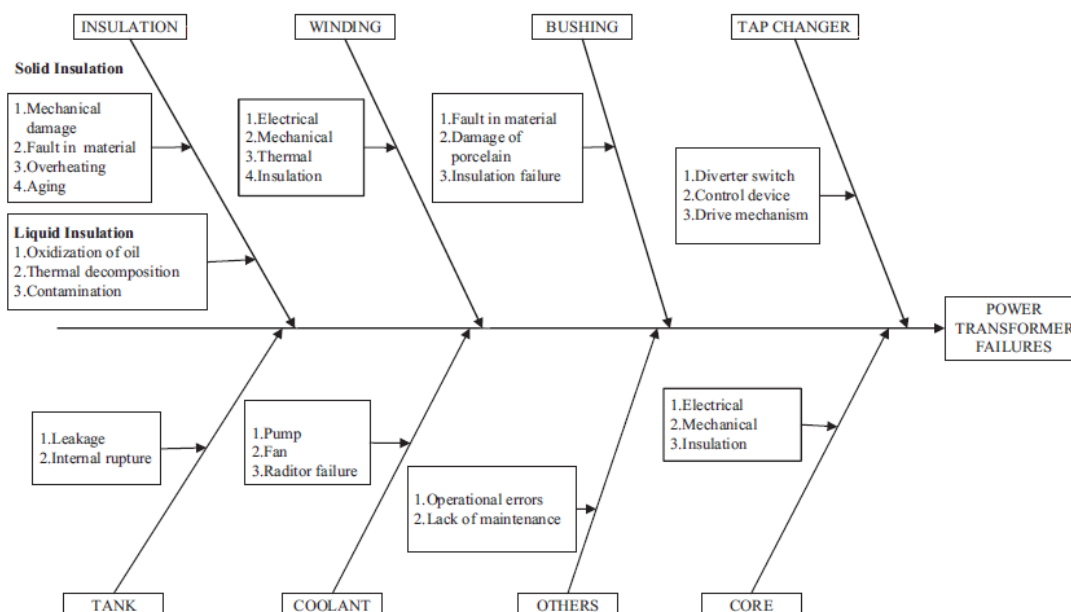 INSULATION
WINDING
BUSHING
TAP CHANGER
Solid Insulation
1.Mechanical
damage
2.Fault in material
3.Overheating
4.Aging
Liquid Insulation
1.Oxidization of oil
2.Thermal decomposition
3.Contamination
1.Electrical
2.Mechanical
3.Thermal
4.Insulation
1.Fault in material
2.Damage of
porcelain
3.Insulation failure
1.Diverter switch
2.Control device
3.Drive mechanism
POWER
TRANSFORMER
FAILURES
1.Leakage
2.Internal rupture
1.Pump
2.Fan
3.Raditor failure
1.Operational errors
2.Lack of maintenance
1.Electrical
2.Mechanical
3.Insulation
TANK
COOLANT
OTHERS
CORE